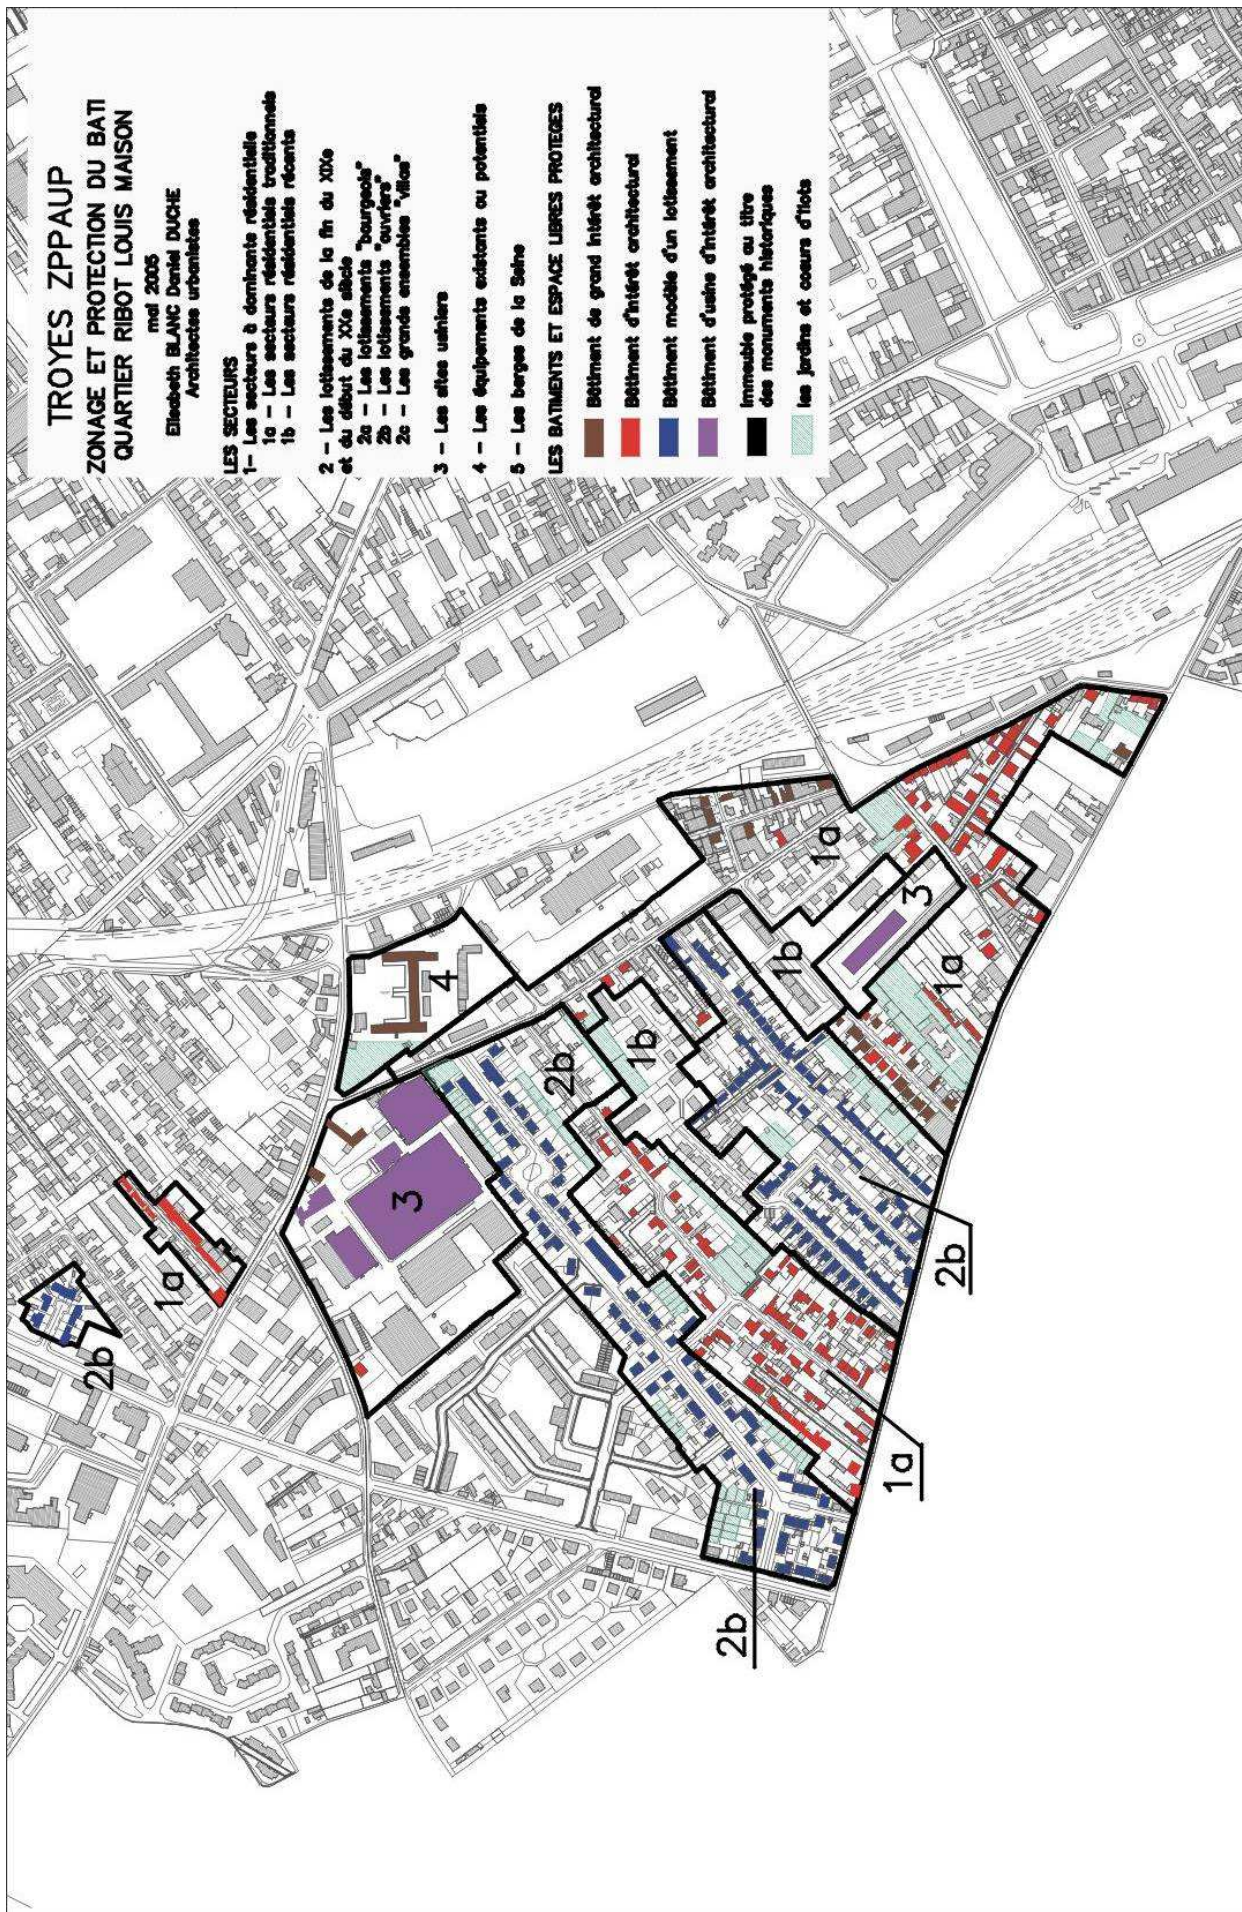 TROYES ZPPAUP
ZONAGE ET PROTECTION DU BATI
QUARTIER RIBOT LOUIS MAISON
mai 2005
Elisabeth BLANC Daniel DUCHE
Architectes urbanistes
LES SECTEURS
1- Les secteurs à dominante résidentielle
1a - Les secteurs résidentiels traditionnels
1b - Les secteurs résidentiels récents
2 - Les lotissements de la fin du XIXe
et du début du XXe siècle
2a - Les lotissements "bourgeois"
2b - Les lotissements "ouvriers"
2c - Les grands ensembles "villas"
3 - Les sites usiniers
4 - Les équipements existants ou potentiels
5 - Les berges de la Seine
LES BATIMENTS ET ESPACE LIBRES PROTEGES
Bâtiment de grand intérêt architectural
Bâtiment d'intérêt architectural
Bâtiment modèle d'un lotissement
Bâtiment d'usine d'intérêt architectural
Immeuble protégé au titre
des monuments historiques
les jardins et coeurs d'îlots
2b
1a
3
4
2b
1b
1a
1b
3
1a
2b
1a
2b